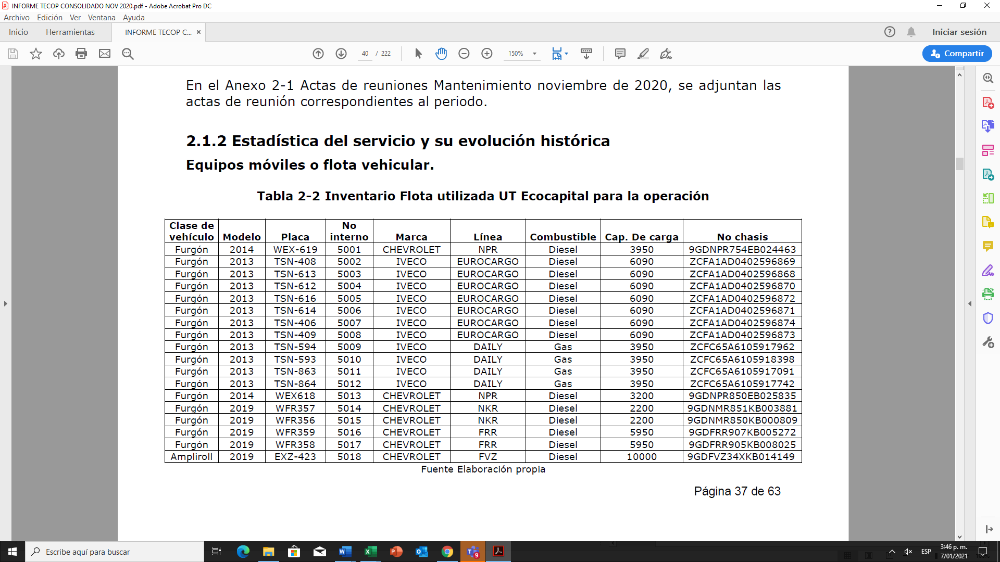 INFORME TECOP CONSOLIDADO NOV 2020.pdf - Adobe Acrobat Pro DC
Archivo Edición Ver Ventana Ayuda
Inicio Herramientas INFORME TECOP C... Iniciar sesión
40 / 222 150% Compartir
En el Anexo 2-1 Actas de reuniones Mantenimiento noviembre de 2020, se adjuntan las
actas de reunión correspondientes al periodo.
2.1.2 Estadística del servicio y su evolución histórica
Equipos móviles o flota vehicular.
Tabla 2-2 Inventario Flota utilizada UT Ecocapital para la operación
Clase de vehículo Modelo Placa No interno Marca Línea Combustible Cap. De carga No chasis
Furgón 2014 WEX-619 5001 CHEVROLET NPR Diesel 3950 9GDNPR754EB024463
Furgón 2013 TSN-408 5002 IVECO EUROCARGO Diesel 6090 ZCFA1AD0402596869
Furgón 2013 TSN-613 5003 IVECO EUROCARGO Diesel 6090 ZCFA1AD0402596868
Furgón 2013 TSN-612 5004 IVECO EUROCARGO Diesel 6090 ZCFA1AD0402596870
Furgón 2013 TSN-616 5005 IVECO EUROCARGO Diesel 6090 ZCFA1AD0402596872
Furgón 2013 TSN-614 5006 IVECO EUROCARGO Diesel 6090 ZCFA1AD0402596871
Furgón 2013 TSN-406 5007 IVECO EUROCARGO Diesel 6090 ZCFA1AD0402596874
Furgón 2013 TSN-409 5008 IVECO EUROCARGO Diesel 6090 ZCFA1AD0402596873
Furgón 2013 TSN-594 5009 IVECO DAILY Gas 3950 ZCFC65A6105917962
Furgón 2013 TSN-593 5010 IVECO DAILY Gas 3950 ZCFC65A6105918398
Furgón 2013 TSN-863 5011 IVECO DAILY Gas 3950 ZCFC65A6105917091
Furgón 2013 TSN-864 5012 IVECO DAILY Gas 3950 ZCFC65A6105917742
Furgón 2014 WEX618 5013 CHEVROLET NPR Diesel 3200 9GDNPR850EB025835
Furgón 2019 WFR357 5014 CHEVROLET NKR Diesel 2200 9GDNMR851KB003881
Furgón 2019 WFR356 5015 CHEVROLET NKR Diesel 2200 9GDNMR850KB000809
Furgón 2019 WFR359 5016 CHEVROLET FRR Diesel 5950 9GDFRR907KB005272
Furgón 2019 WFR358 5017 CHEVROLET FRR Diesel 5950 9GDFRR905KB008025
Ampliroll 2019 EXZ-423 5018 CHEVROLET FVZ Diesel 10000 9GDFVZ34XKB014149
Fuente Elaboración propia
Página 37 de 63
Escribe aquí para buscar
9
ESP
3:46 p. m.
7/01/2021